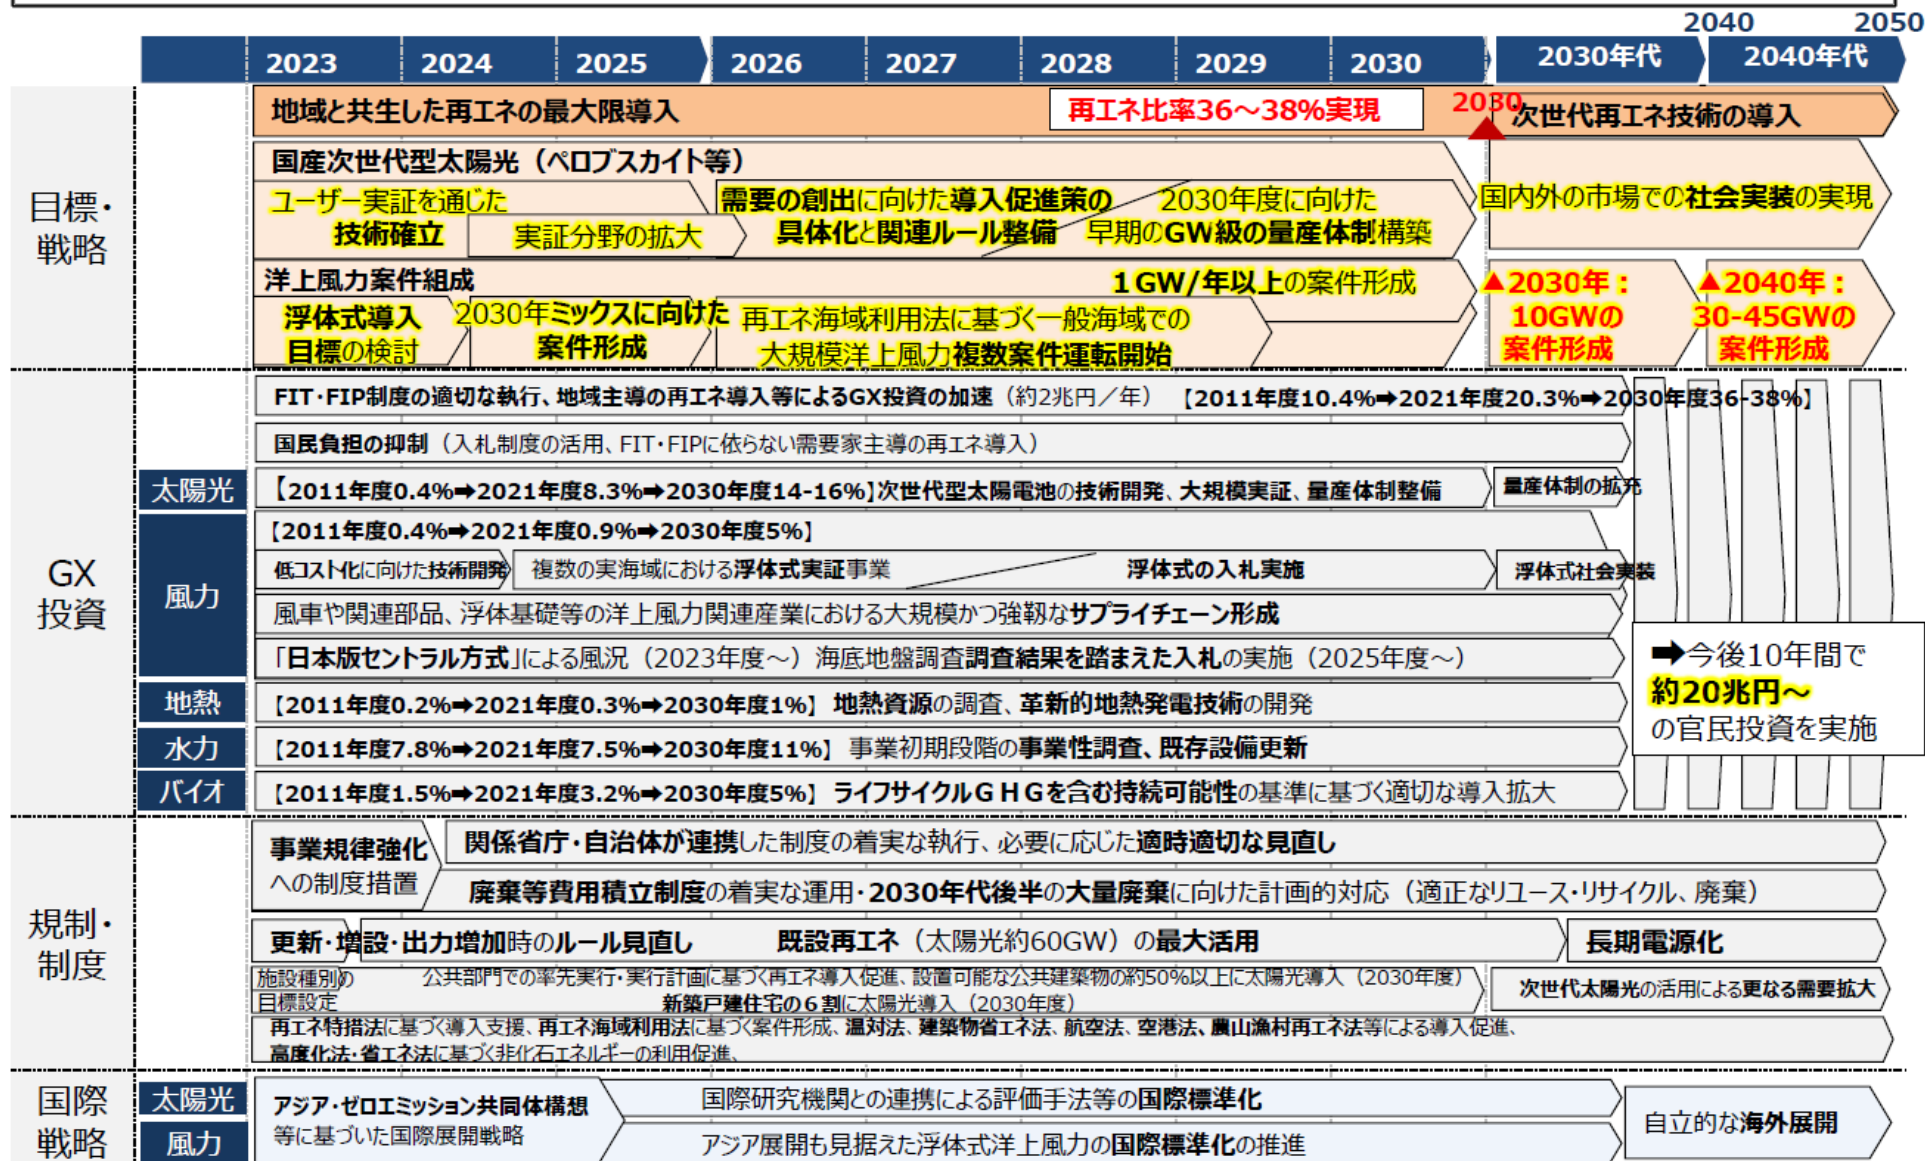 2040 2050
2023 2024 2025 2026 2027 2028 2029 2030 2030年代 2040年代
目標・
戦略
地域と共生した再エネの最大限導入
再エネ比率36～38%実現
2030
次世代再エネ技術の導入
国産次世代型太陽光（ペロブスカイト等）
ユーザー実証を通じた
技術確立
実証分野の拡大
需要の創出に向けた導入促進策の
具体化と関連ルール整備
2030年度に向けた
早期のGW級の量産体制構築
国内外の市場での社会実装の実現
洋上風力案件組成
1GW/年以上の案件形成
浮体式導入
目標の検討
2030年ミックスに向けた
案件形成
再エネ海域利用法に基づく一般海域での
大規模洋上風力複数案件運転開始
▲2030年：
10GWの
案件形成
▲2040年：
30-45GWの
案件形成
GX
投資
FIT・FIP制度の適切な執行、地域主導の再エネ導入等によるGX投資の加速（約2兆円／年）【2011年度10.4%➡2021年度20.3%➡2030年度36-38%】
国民負担の抑制（入札制度の活用、FIT・FIPに依らない需要家主導の再エネ導入）
太陽光
【2011年度0.4%➡2021年度8.3%➡2030年度14-16%】次世代型太陽電池の技術開発、大規模実証、量産体制整備
量産体制の拡充
風力
【2011年度0.4%➡2021年度0.9%➡2030年度5%】
低コスト化に向けた技術開発
複数の実海域における浮体式実証事業
浮体式の入札実施
浮体式社会実装
風車や関連部品、浮体基礎等の洋上風力関連産業における大規模かつ強靱なサプライチェーン形成
「日本版セントラル方式」による風況（2023年度～）海底地盤調査調査結果を踏まえた入札の実施（2025年度～）
地熱
【2011年度0.2%➡2021年度0.3%➡2030年度1%】地熱資源の調査、革新的地熱発電技術の開発
水力
【2011年度7.8%➡2021年度7.5%➡2030年度11%】事業初期段階の事業性調査、既存設備更新
バイオ
【2011年度1.5%➡2021年度3.2%➡2030年度5%】ライフサイクルGHGを含む持続可能性の基準に基づく適切な導入拡大
➡今後10年間で
約20兆円～
の官民投資を実施
規制・
制度
事業規律強化
への制度措置
関係省庁・自治体が連携した制度の着実な執行、必要に応じた適時適切な見直し
廃棄等費用積立制度の着実な運用・2030年代後半の大量廃棄に向けた計画的対応（適正なリユース・リサイクル、廃棄）
更新・増設・出力増加時のルール見直し
既設再エネ（太陽光約60GW）の最大活用
長期電源化
施設種別の
目標設定
公共部門での率先実行・実行計画に基づく再エネ導入促進、設置可能な公共建築物の約50%以上に太陽光導入（2030年度）
新築戸建住宅の6割に太陽光導入（2030年度）
次世代太陽光の活用による更なる需要拡大
再エネ特措法に基づく導入支援、再エネ海域利用法に基づく案件形成、温対法、建築物省エネ法、航空法、空港法、農山漁村再エネ法等による導入促進、
高度化法・省エネ法に基づく非化石エネルギーの利用促進、
国際
戦略
太陽光
風力
アジア・ゼロエミッション共同体構想
等に基づいた国際展開戦略
国際研究機関との連携による評価手法等の国際標準化
アジア展開も見据えた浮体式洋上風力の国際標準化の推進
自立的な海外展開